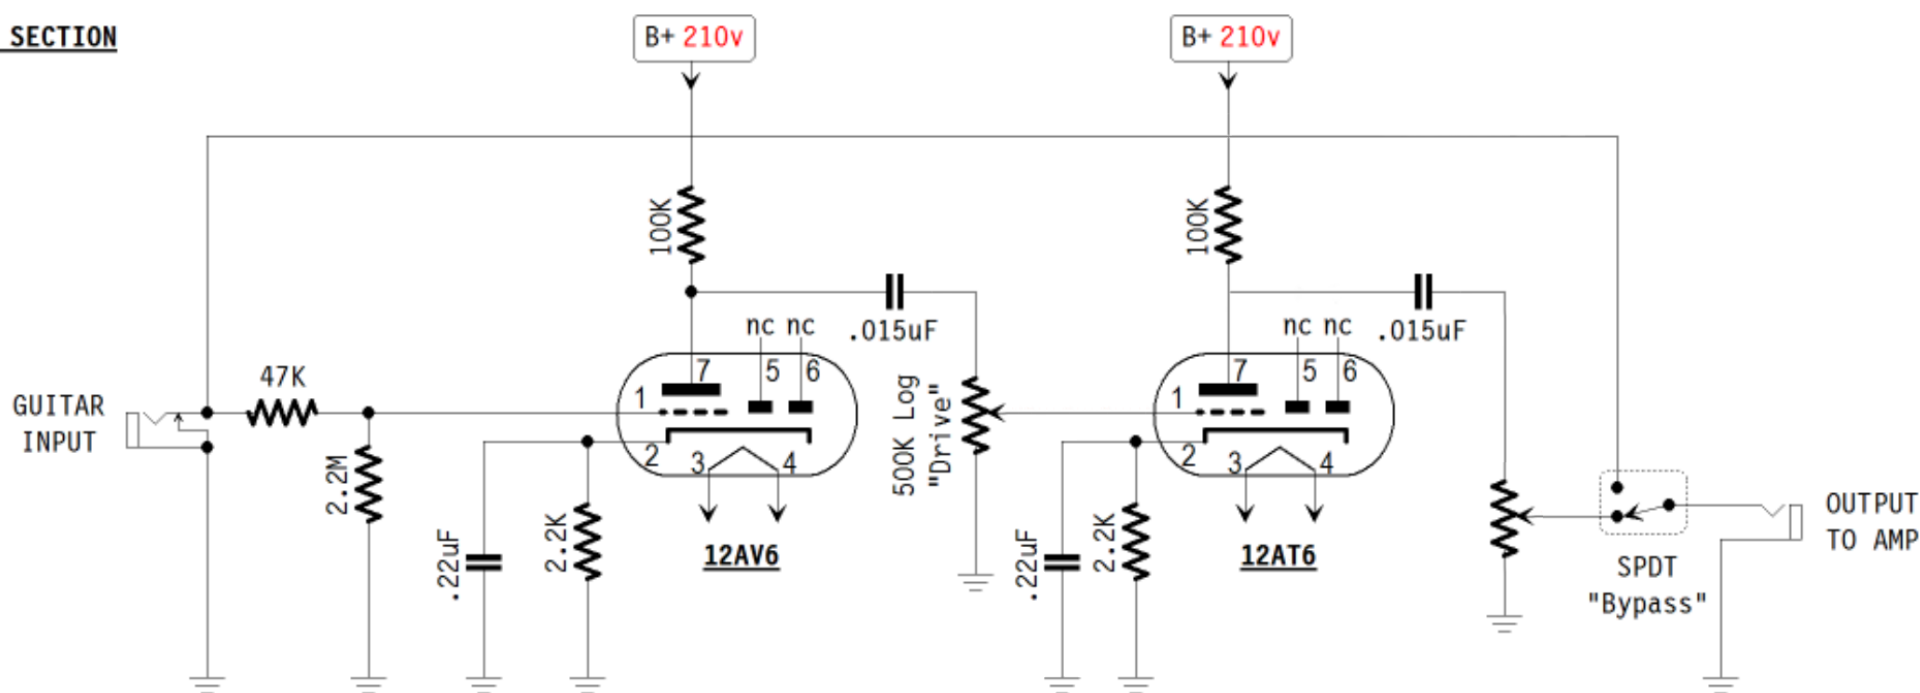 SECTION
B+ 210v
B+ 210v
100K
100K
nc nc
.015uF
nc nc
.015uF
47K
7
5
6
1
2
3
4
7
5
6
1
2
3
4
GUITAR
INPUT
2.2M
500K Log
"Drive"
.22uF
2.2K
12AV6
.22uF
2.2K
12AT6
OUTPUT
TO AMP
SPDT
"Bypass"